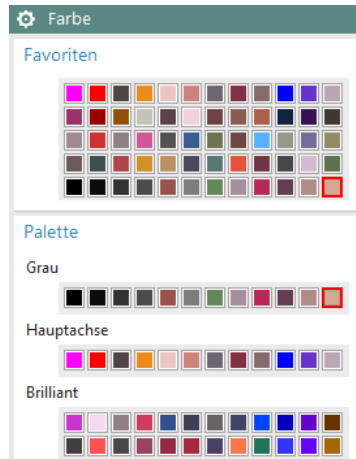 Farbe
Favoriten
Palette
Grau
Hauptachse
Brilliant